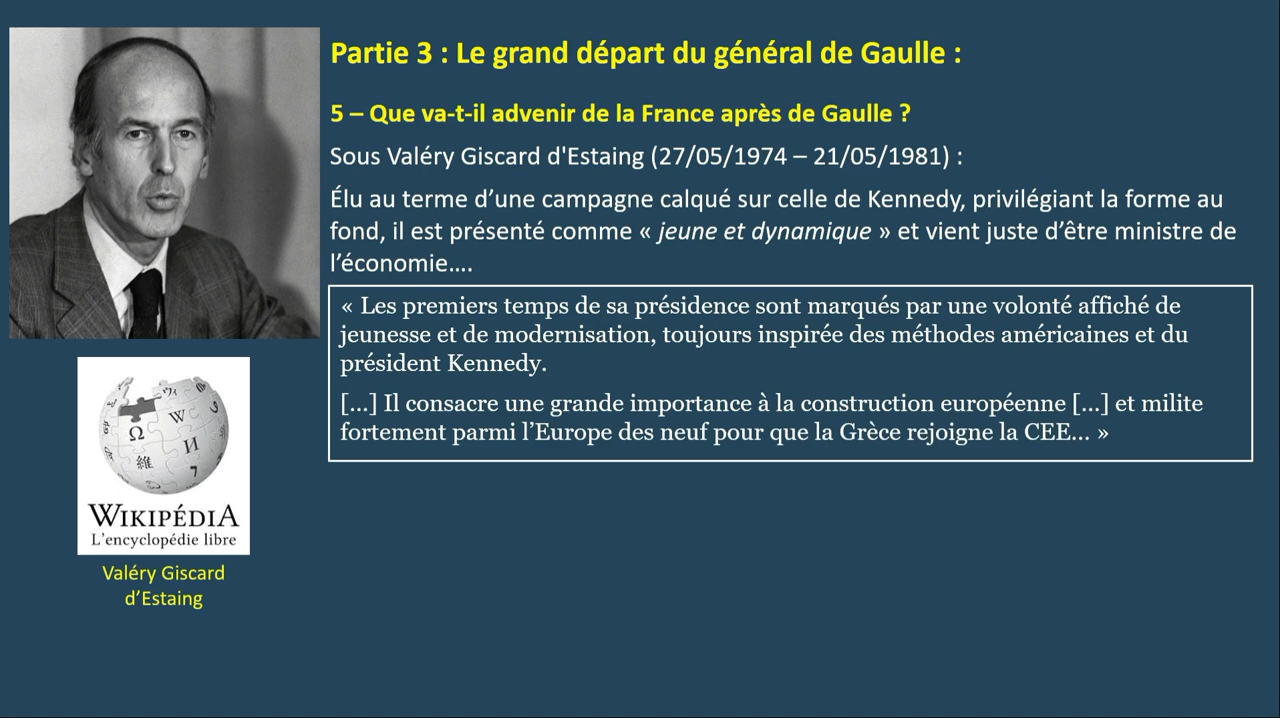 Partie 3 : Le grand départ du général de Gaulle :
5 – Que va-t-il advenir de la France après de Gaulle ?
Sous Valéry Giscard d'Estaing (27/05/1974 – 21/05/1981) :
Élu au terme d’une campagne calqué sur celle de Kennedy, privilégiant la forme au
fond, il est présenté comme « jeune et dynamique » et vient juste d’être ministre de
l’économie….
« Les premiers temps de sa présidence sont marqués par une volonté affiché de
jeunesse et de modernisation, toujours inspirée des méthodes américaines et du
président Kennedy.
[…] Il consacre une grande importance à la construction européenne […] et milite
fortement parmi l’Europe des neuf pour que la Grèce rejoigne la CEE… »
Ω
W
И
維
7
WIKIPÉDIA
L’encyclopédie libre
Valéry Giscard
d’Estaing